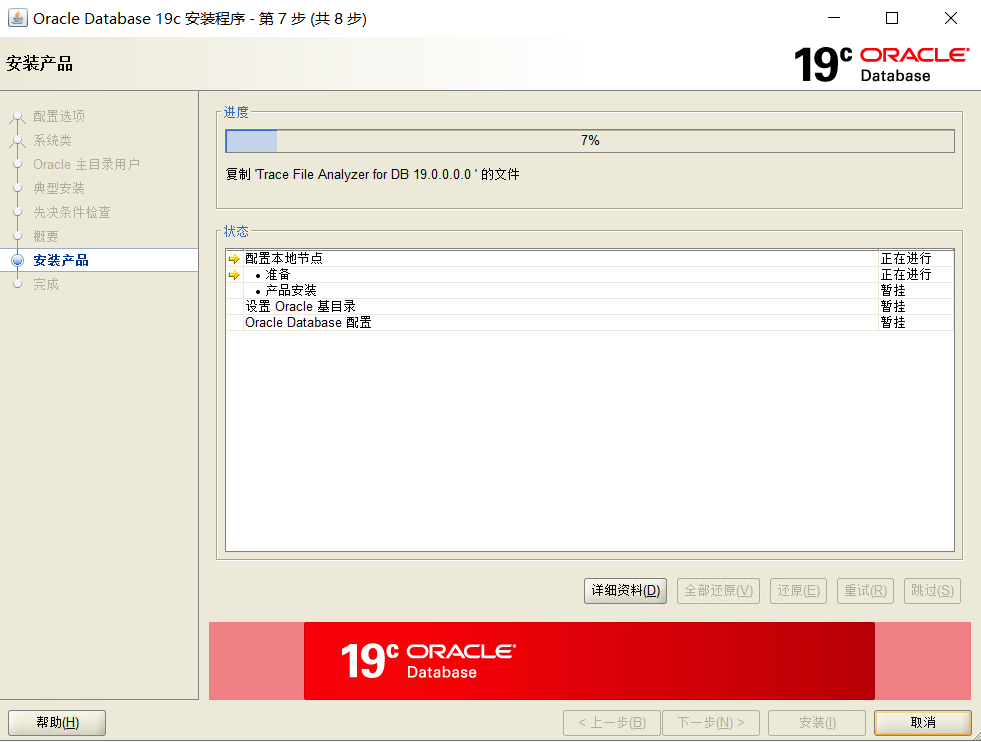 Oracle Database 19c 安装程序 - 第 7 步 (共 8 步)
安装产品
19c ORACLE Database
配置选项
系统类
Oracle 主目录用户
典型安装
先决条件检查
概要
安装产品
完成
进度
7%
复制 'Trace File Analyzer for DB 19.0.0.0.0 ' 的文件
状态
配置本地节点 正在进行
• 准备 正在进行
• 产品安装 暂挂
设置 Oracle 基目录 暂挂
Oracle Database 配置 暂挂
详细资料(D) 全部还原(V) 还原(E) 重试(R) 跳过(S)
19c ORACLE Database
帮助(H) < 上一步(B) 下一步(N) > 安装(I) 取消